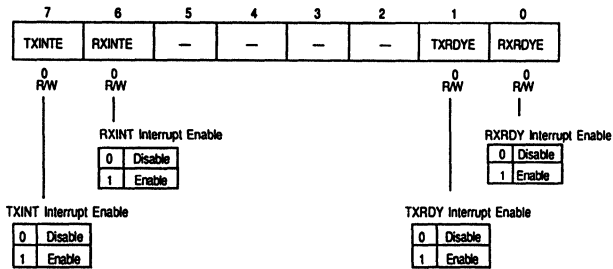 7 6 5 4 3 2 1 0
TXINTE RXINTE — — — — TXRDYE RXRDYE
0 0 0 0
R/W R/W R/W R/W
RXINT Interrupt Enable
0 Disable
1 Enable
RXRDY Interrupt Enable
0 Disable
1 Enable
TXINT Interrupt Enable
0 Disable
1 Enable
TXRDY Interrupt Enable
0 Disable
1 Enable